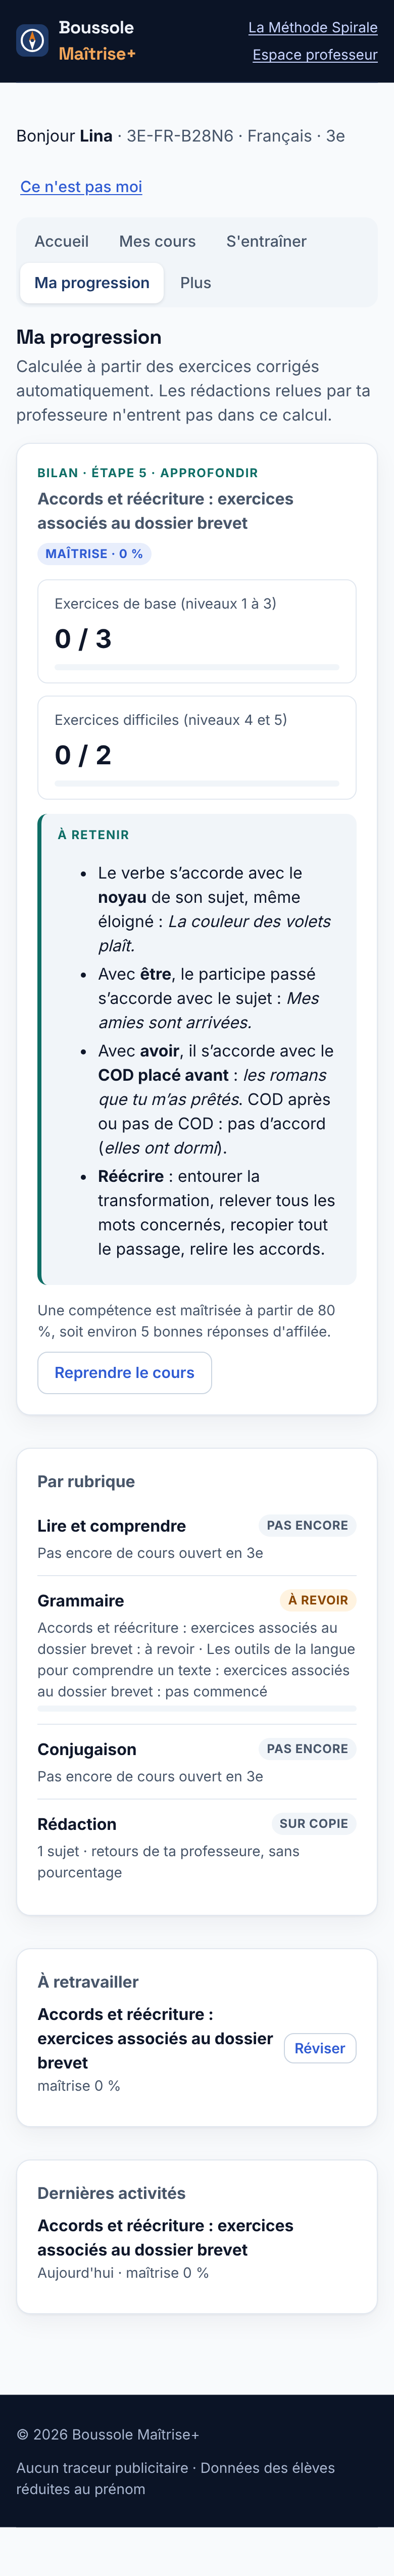 Boussole
Maîtrise+
La Méthode Spirale
Espace professeur
Bonjour Lina · 3E-FR-B28N6 · Français · 3e
Ce n'est pas moi
Accueil
Mes cours
S'entraîner
Ma progression
Plus
Ma progression
Calculée à partir des exercices corrigés
automatiquement. Les rédactions relues par ta
professeure n'entrent pas dans ce calcul.
BILAN · ÉTAPE 5 · APPROFONDIR
Accords et réécriture : exercices
associés au dossier brevet
MAÎTRISE · 0 %
Exercices de base (niveaux 1 à 3)
0 / 3
Exercices difficiles (niveaux 4 et 5)
0 / 2
À RETENIR
• Le verbe s’accorde avec le
noyau de son sujet, même
éloigné : La couleur des volets
plaît.
• Avec être, le participe passé
s’accorde avec le sujet : Mes
amies sont arrivées.
• Avec avoir, il s’accorde avec le
COD placé avant : les romans
que tu m’as prêtés. COD après
ou pas de COD : pas d’accord
(elles ont dormi).
• Réécrire : entourer la
transformation, relever tous les
mots concernés, recopier tout
le passage, relire les accords.
Une compétence est maîtrisée à partir de 80
%, soit environ 5 bonnes réponses d'affilée.
Reprendre le cours
Par rubrique
Lire et comprendre
PAS ENCORE
Pas encore de cours ouvert en 3e
Grammaire
À REVOIR
Accords et réécriture : exercices associés au
dossier brevet : à revoir · Les outils de la langue
pour comprendre un texte : exercices associés
au dossier brevet : pas commencé
Conjugaison
PAS ENCORE
Pas encore de cours ouvert en 3e
Rédaction
SUR COPIE
1 sujet · retours de ta professeure, sans
pourcentage
À retravailler
Accords et réécriture :
exercices associés au dossier
brevet
maîtrise 0 %
Réviser
Dernières activités
Accords et réécriture : exercices
associés au dossier brevet
Aujourd'hui · maîtrise 0 %
© 2026 Boussole Maîtrise+
Aucun traceur publicitaire · Données des élèves
réduites au prénom